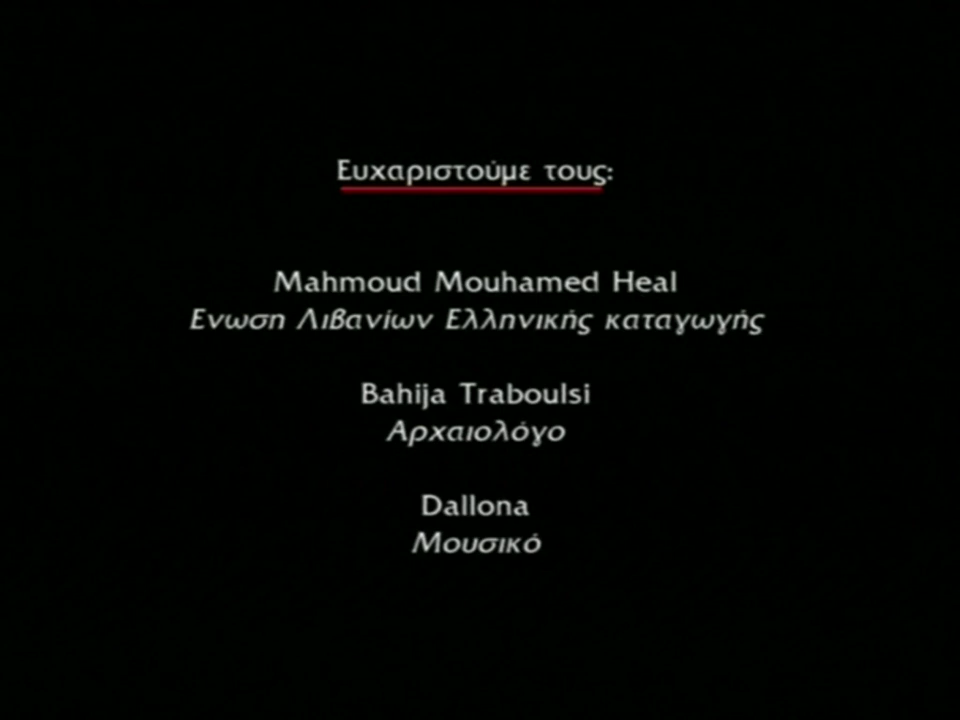 Ευχαριστούμε τους:
Mahmoud Mouhamed Heal
Ενωση Λιβανίων Ελληνικής καταγωγής
Bahija Traboulsi
Αρχαιολόγο
Dallona
Μουσικό